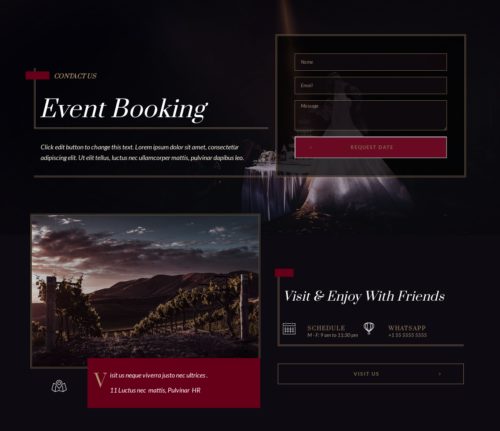 CONTACT US
Event Booking
Click edit button to change this text. Lorem ipsum dolor sit amet, consectetur
adipiscing elit. Ut elit tellus, luctus nec ullamcorper mattis, pulvinar dapibus leo.
Name
Email
Message
REQUEST DATE
Visit us neque viverra justo nec ultrices .
11 Luctus nec mattis, Pulvinar HR
Visit & Enjoy With Friends
SCHEDULE
M - F: 9 am to 11:30 pm
WHATSAPP
+1 55 5555 5555
VISIT US